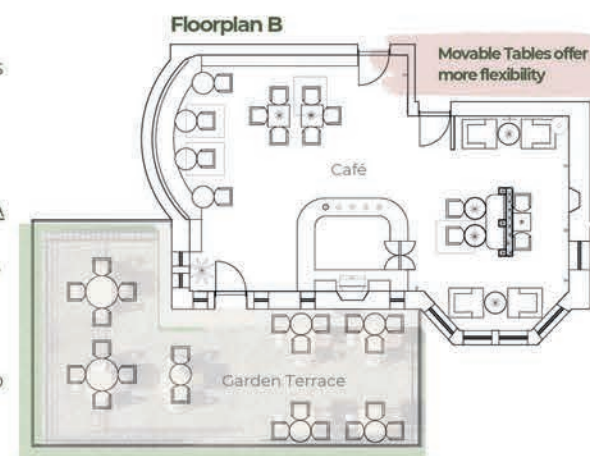 Floorplan B
Movable Tables offer
more flexibility
Café
Garden Terrace